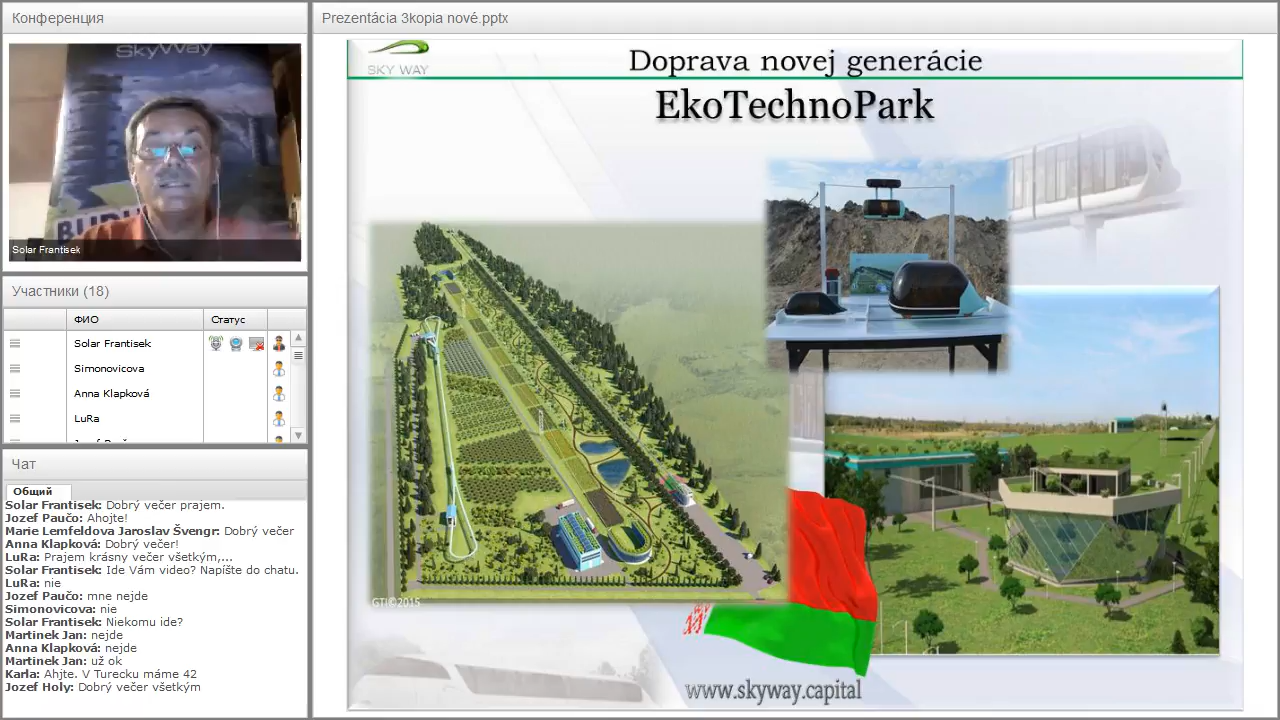 Конференция
SkyWay
BUDU
Solar Frantisek
Участники (18)
ФИО
Статус
Solar Frantisek
Simonovicova
Anna Klapková
LuRa
Чат
Общий
Solar Frantisek: Dobrý večer prajem.
Jozef Paučo: Ahojte!
Marie Lemfeldova Jaroslav Švengr: Dobrý večer
Anna Klapková: Dobrý večer!
LuRa: Prajem krásny večer všetkým,...
Solar Frantisek: Ide Vám video? Napíšte do chatu.
LuRa: nie
Jozef Paučo: mne nejde
Simonovicova: nie
Solar Frantisek: Niekomu ide?
Martinek Jan: nejde
Anna Klapková: nejde
Martinek Jan: už ok
Karla: Ahjte. V Turecku máme 42
Jozef Holy: Dobrý večer všetkým
Prezentácia 3kopia nové.pptx
SKY WAY
Doprava novej generácie
EkoTechnoPark
GTI©2015
www.skyway.capital